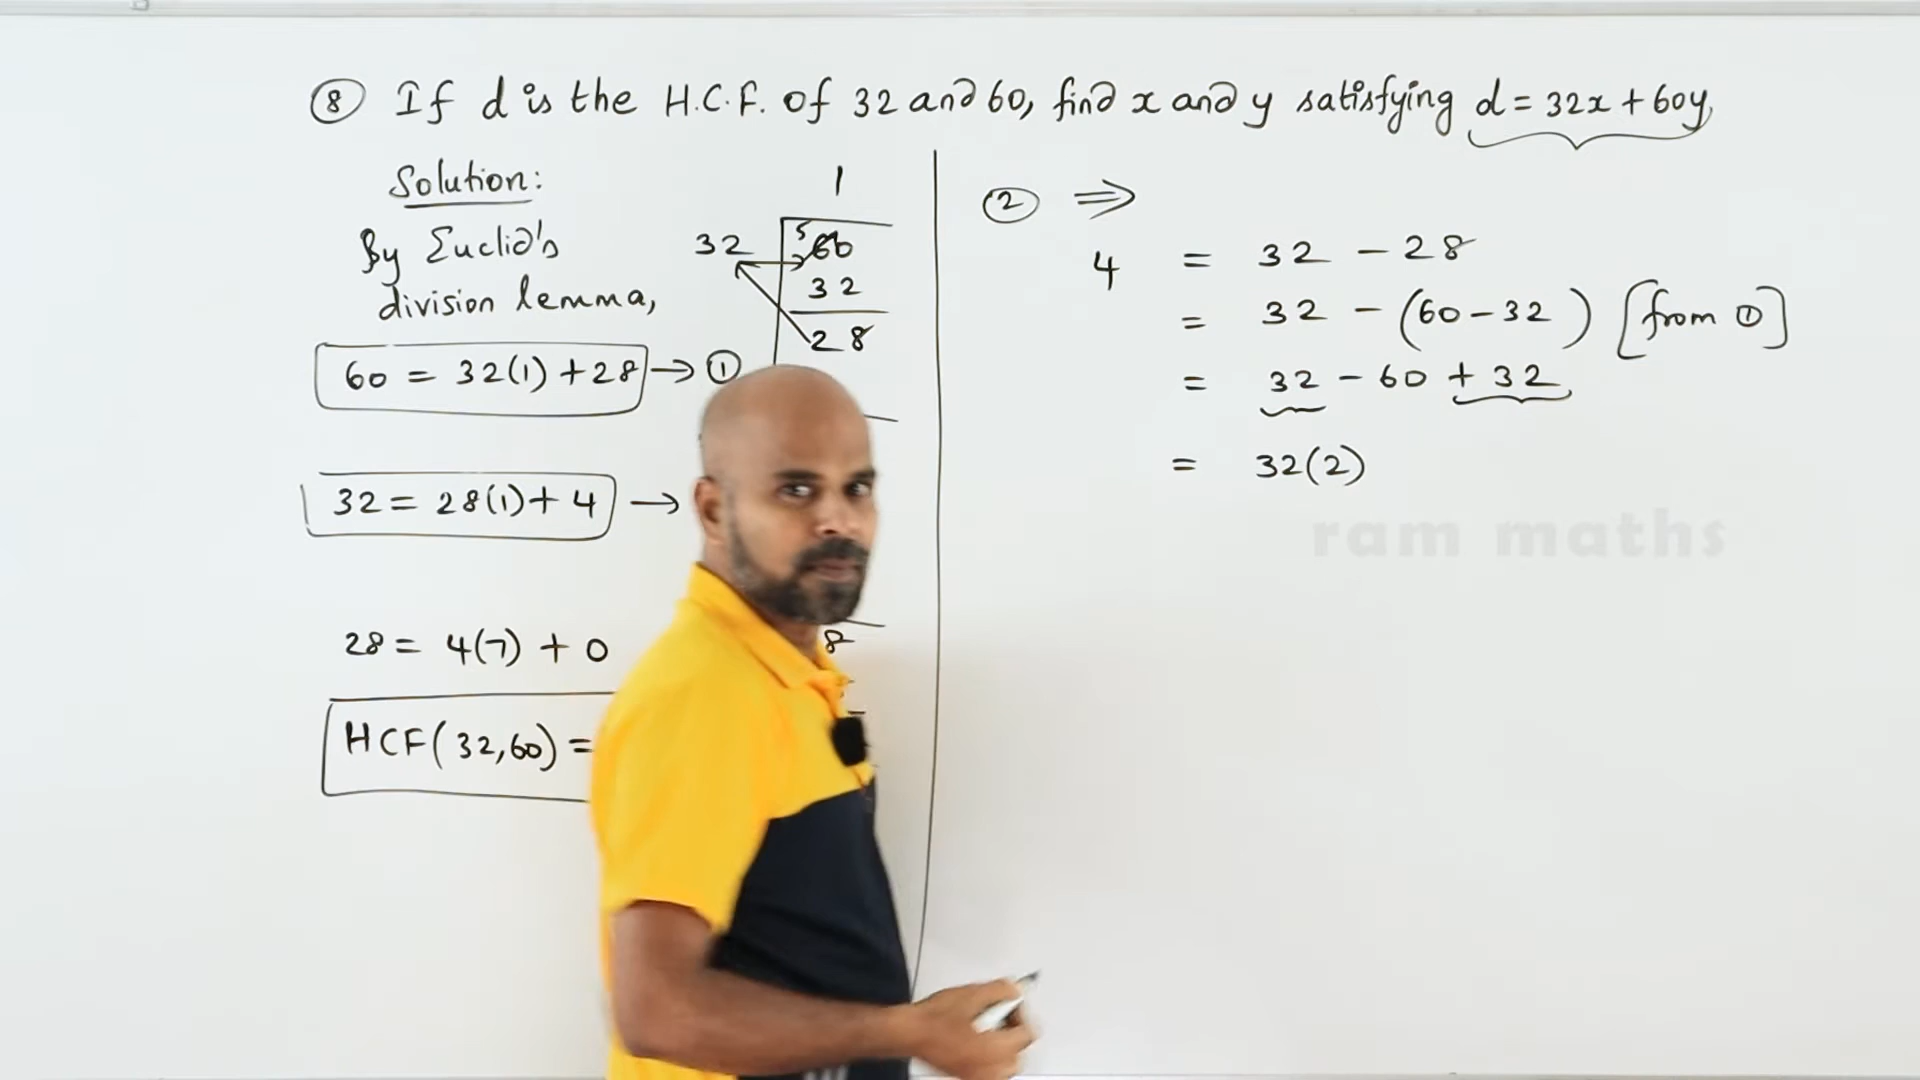 ⑧ If d is the H.C.F. of 32 and 60, find x and y satisfying d = 32x + 60y
Solution:
By Euclid's
division lemma,
60 = 32(1) + 28 → ①
32 = 28(1) + 4 →
28 = 4(7) + 0
HCF(32,60) =
1
32 60
5
32
28
8
② ⇒
4 = 32 - 28
= 32 - (60 - 32) [from ①]
= 32 - 60 + 32
= 32(2)
ram maths